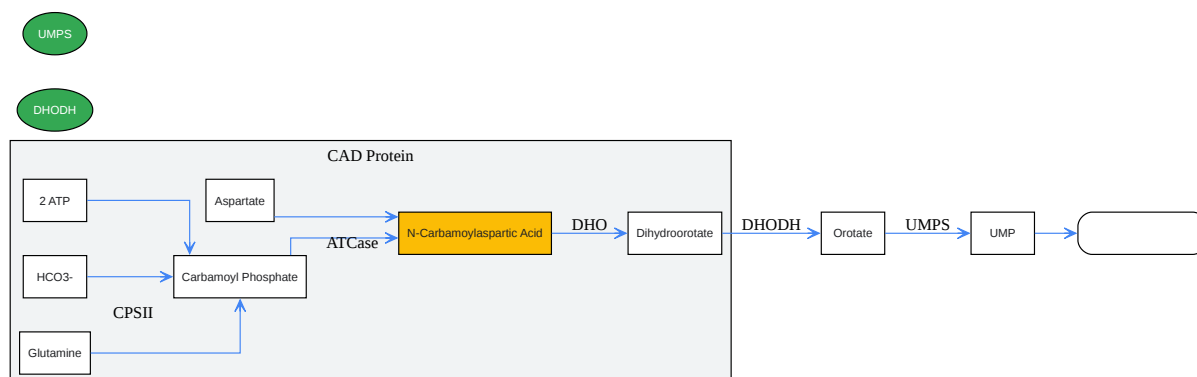 UMPS
DHODH
CAD Protein
2 ATP
Aspartate
N-Carbamoylaspartic Acid
DHO
Dihydroorotate
DHODH
Orotate
UMPS
UMP
ATCase
HCO3-
Carbamoyl Phosphate
CPSII
Glutamine